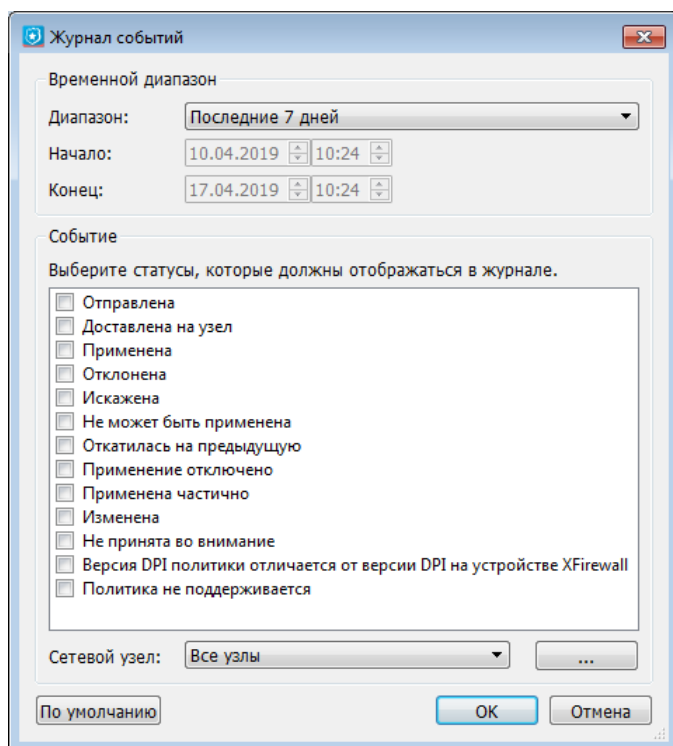 Журнал событий
Временной диапазон
Диапазон: Последние 7 дней
Начало: 10.04.2019 10:24
Конец: 17.04.2019 10:24
Событие
Выберите статусы, которые должны отображаться в журнале.
Отправлена
Доставлена на узел
Применена
Отклонена
Искажена
Не может быть применена
Откатилась на предыдущую
Применение отключено
Применена частично
Изменена
Не принята во внимание
Версия DPI политики отличается от версии DPI на устройстве XFirewall
Политика не поддерживается
Сетевой узел: Все узлы ...
По умолчанию OK Отмена